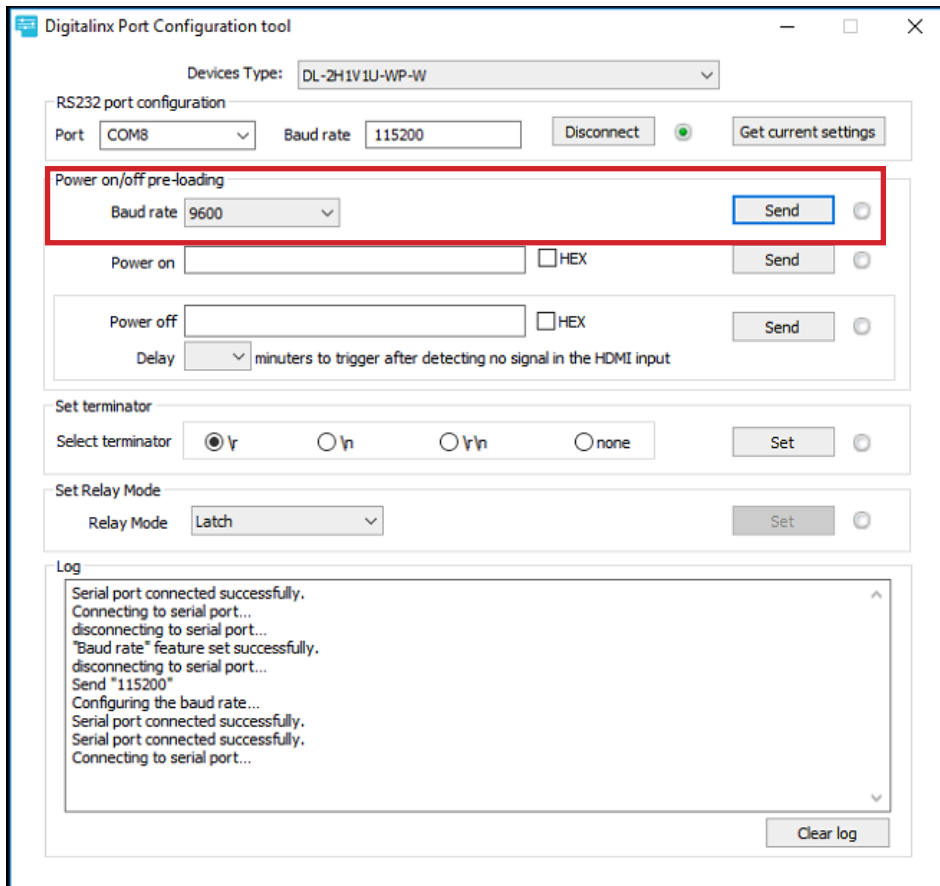 Digitalinx Port Configuration tool
Devices Type: DL-2H1V1U-WP-W
RS232 port configuration
Port COM8 Baud rate 115200 Disconnect Get current settings
Power on/off pre-loading
Baud rate 9600 Send
Power on HEX Send
Power off HEX Send
Delay minuters to trigger after detecting no signal in the HDMI input
Set terminator
Select terminator \r \n \r\n none Set
Set Relay Mode
Relay Mode Latch Set
Log
Serial port connected successfully.
Connecting to serial port...
disconnecting to serial port...
"Baud rate" feature set successfully.
disconnecting to serial port...
Send "115200"
Configuring the baud rate...
Serial port connected successfully.
Serial port connected successfully.
Connecting to serial port...
Clear log